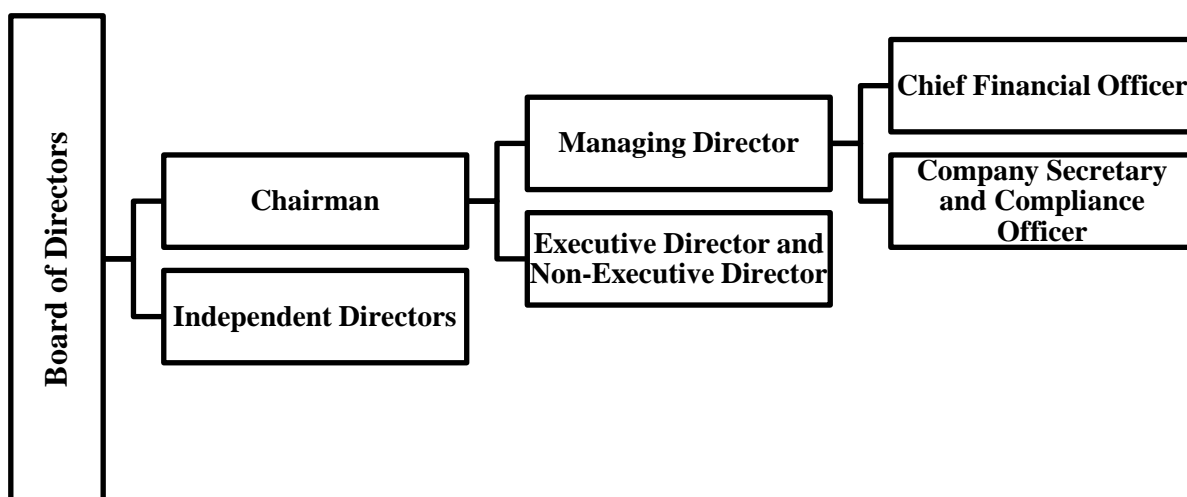 Board of Directors
Chairman
Independent Directors
Managing Director
Executive Director and
Non-Executive Director
Chief Financial Officer
Company Secretary
and Compliance
Officer